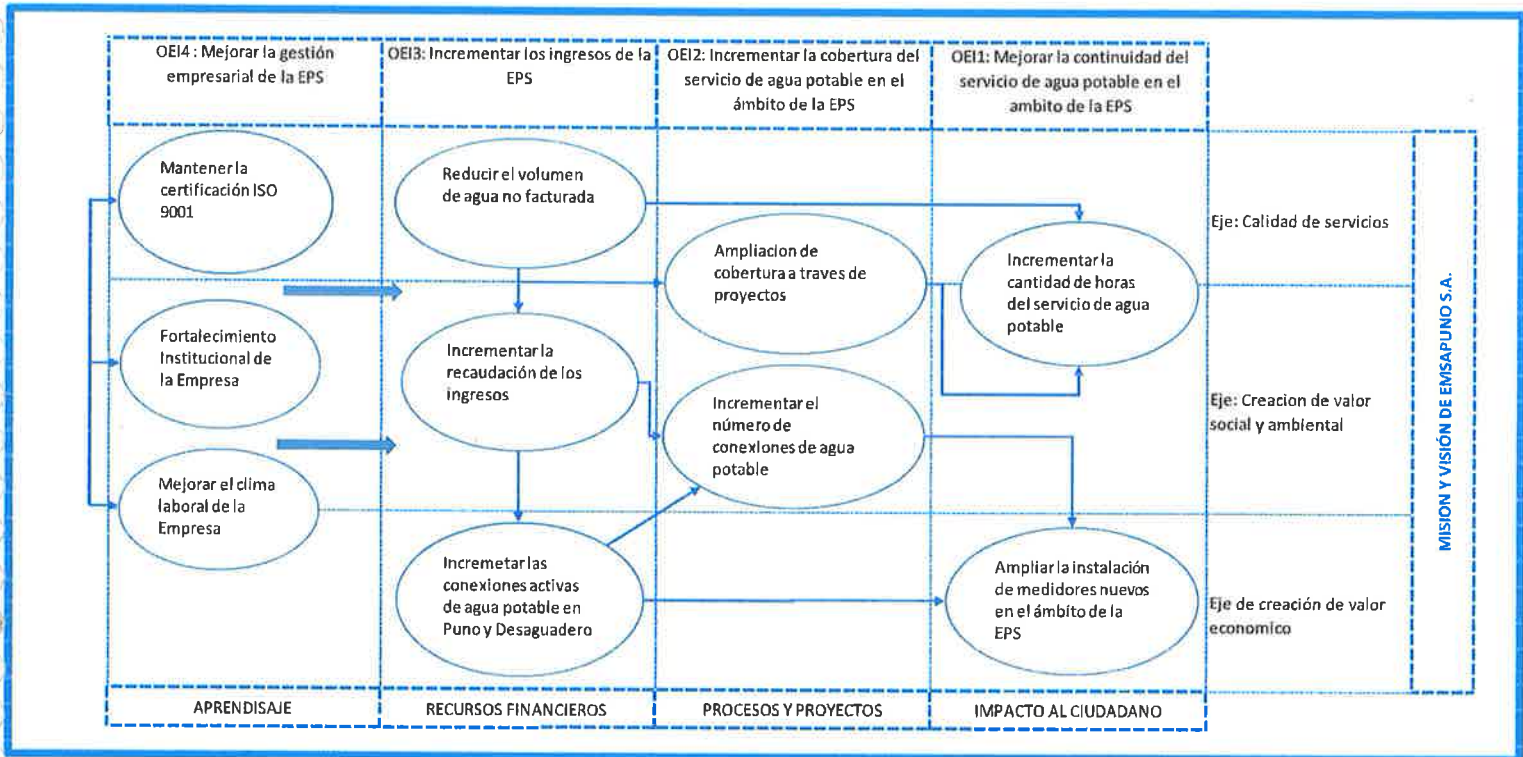 OEI4: Mejorar la gestión
empresarial de la EPS
OEI3: Incrementar los ingresos de la
EPS
OEI2: Incrementar la cobertura del
servicio de agua potable en el
ámbito de la EPS
OEI1: Mejorar la continuidad del
servicio de agua potable en el
ambito de la EPS
Mantener la
certificación ISO
9001
Fortalecimiento
Institucional de
la Empresa
Mejorar el clima
laboral de la
Empresa
Reducir el volumen
de agua no facturada
Incrementar la
recaudación de los
ingresos
Incremetar las
conexiones activas
de agua potable en
Puno y Desaguadero
Ampliacion de
cobertura a traves de
proyectos
Incrementar el
número de
conexiones de agua
potable
Incrementar la
cantidad de horas
del servicio de agua
potable
Ampliar la instalación
de medidores nuevos
en el ámbito de la
EPS
Eje: Calidad de servicios
Eje: Creacion de valor
social y ambiental
Eje de creación de valor
economico
MISION Y VISIÓN DE EMSAPUNO S.A.
APRENDISAJE
RECURSOS FINANCIEROS
PROCESOS Y PROYECTOS
IMPACTO AL CIUDADANO